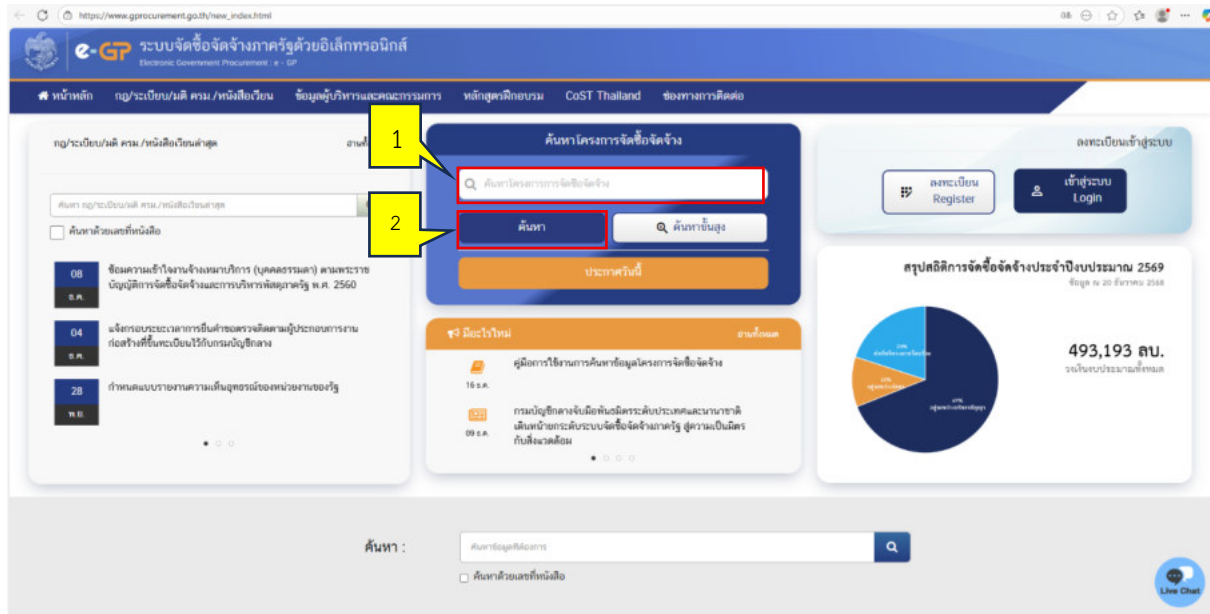 https://www.gprocurement.go.th/new_index.html
e-GP ระบบจัดซื้อจัดจ้างภาครัฐด้วยอิเล็กทรอนิกส์
Electronic Government Procurement : e - GP
หน้าหลัก กฎ/ระเบียบ/มติ ครม./หนังสือเวียน ข้อมูลผู้บริหารและคณะกรรมการ หลักสูตรฝึกอบรม CoST Thailand ช่องทางการติดต่อ
กฎ/ระเบียบ/มติ ครม./หนังสือเวียนล่าสุด
ค้นหา กฎ/ระเบียบ/มติ ครม./หนังสือเวียนล่าสุด
ค้นหาด้วยเลขที่หนังสือ
08 ธ.ค.
ซ้อมความเข้าใจงานจ้างเหมาบริการ (บุคคลธรรมดา) ตามพระราช
บัญญัติการจัดซื้อจัดจ้างและการบริหารพัสดุภาครัฐ พ.ศ. 2560
04 ธ.ค.
แจ้งกรอบระยะเวลาการยื่นคำขอตรวจติดตามผู้ประกอบการงาน
ก่อสร้างที่ขึ้นทะเบียนไว้กับกรมบัญชีกลาง
28 พ.ย.
กำหนดแบบรายงานความเห็นอุทธรณ์ของหน่วยงานของรัฐ
1
2
ค้นหาโครงการจัดซื้อจัดจ้าง
ค้นหาโครงการการจัดซื้อจัดจ้าง
ค้นหา ค้นหาขั้นสูง
ประกาศวันนี้
มีอะไรใหม่ อ่านทั้งหมด
คู่มือการใช้งานการค้นหาข้อมูลโครงการจัดซื้อจัดจ้าง
16 ธ.ค.
กรมบัญชีกลางจับมือพันธมิตรระดับประเทศและนานาชาติ
เดินหน้ายกระดับระบบจัดซื้อจัดจ้างภาครัฐ สู่ความเป็นมิตร
กับสิ่งแวดล้อม
09 ธ.ค.
ลงทะเบียนเข้าสู่ระบบ
ลงทะเบียน
Register
เข้าสู่ระบบ
Login
สรุปสถิติการจัดซื้อจัดจ้างประจำปีงบประมาณ 2569
ข้อมูล ณ 20 ธันวาคม 2568
493,193 ลบ.
วงเงินงบประมาณทั้งหมด
ค้นหา :
ค้นหาข้อมูลที่ต้องการ
ค้นหาด้วยเลขที่หนังสือ
Live Chat